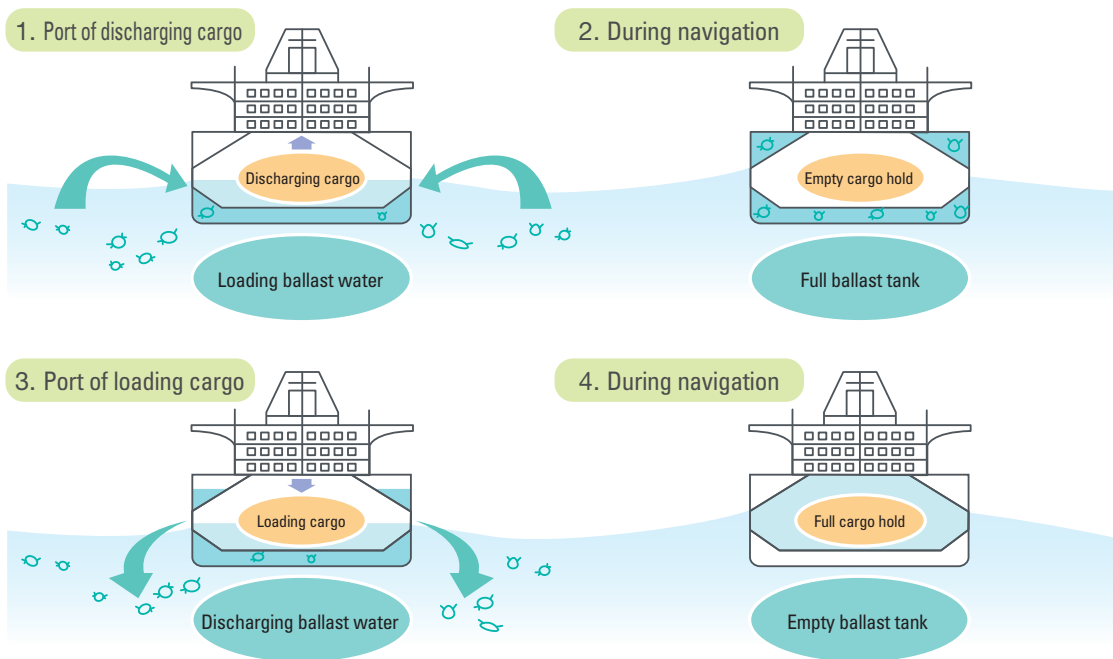 1. Port of discharging cargo
Discharging cargo
Loading ballast water
2. During navigation
Empty cargo hold
Full ballast tank
3. Port of loading cargo
Loading cargo
Discharging ballast water
4. During navigation
Full cargo hold
Empty ballast tank